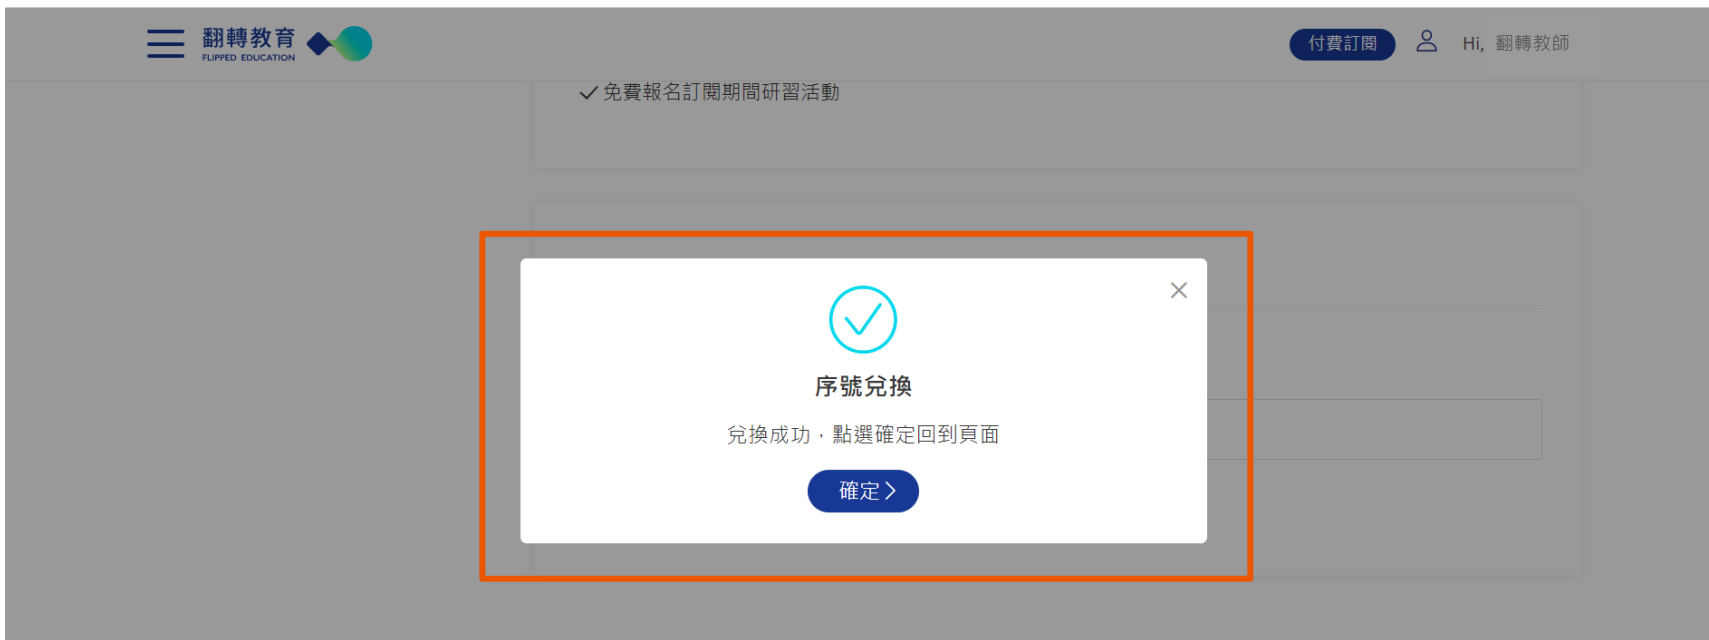 翻轉教育
FLIPPED EDUCATION
付費訂閱
Hi, 翻轉教師
免費報名訂閱期間研習活動
序號兌換
兌換成功，點選確定回到頁面
確定